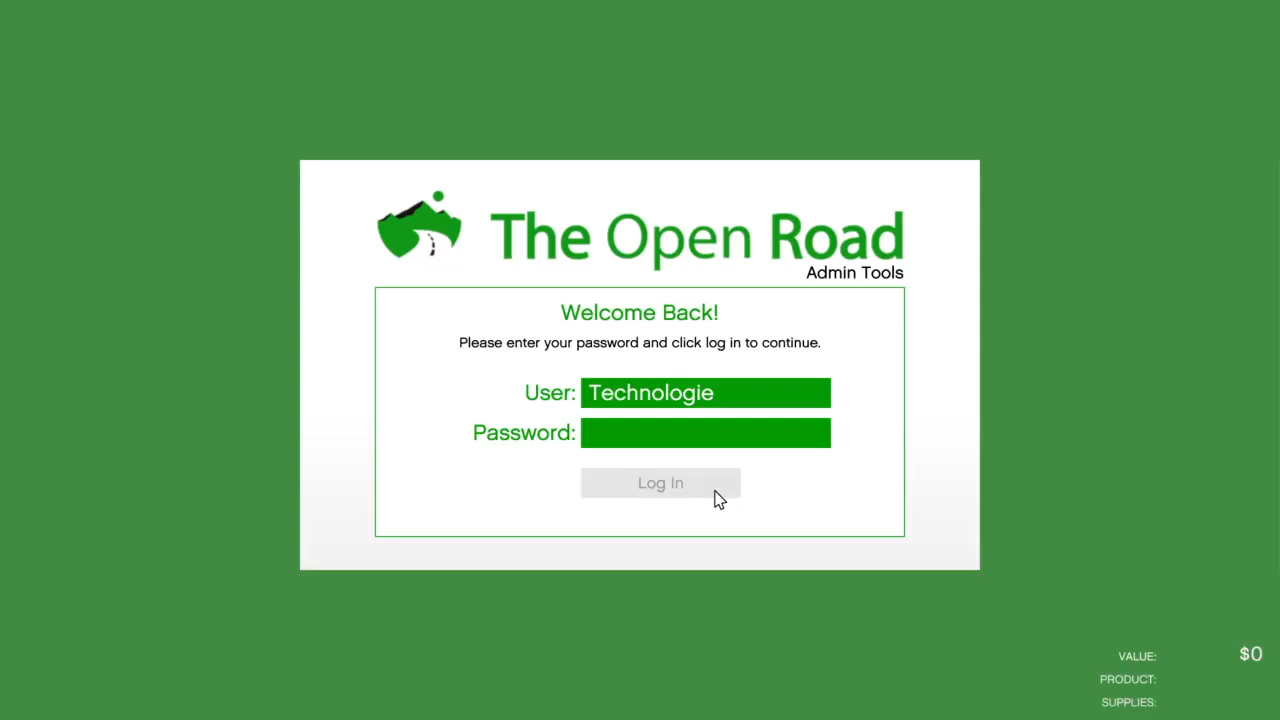 The Open Road
Admin Tools
Welcome Back!
Please enter your password and click log in to continue.
User: Technologie
Password:
Log In
VALUE: $0
PRODUCT:
SUPPLIES: